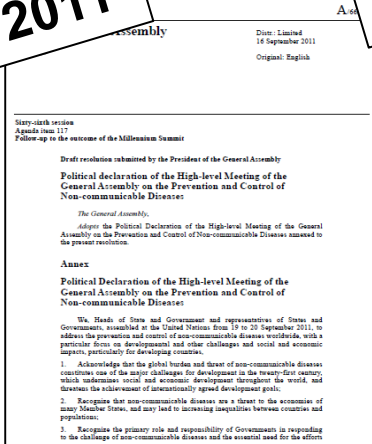 2011
A/66
Assembly
Distr.: Limited
16 September 2011
Original: English
Sixty-sixth session
Agenda item 117
Follow-up to the outcome of the Millennium Summit
Draft resolution submitted by the President of the General Assembly
Political declaration of the High-level Meeting of the
General Assembly on the Prevention and Control of
Non-communicable Diseases
The General Assembly,
Adopts the Political Declaration of the High-level Meeting of the General
Assembly on the Prevention and Control of Non-communicable Diseases annexed to
the present resolution.
Annex
Political Declaration of the High-level Meeting of the
General Assembly on the Prevention and Control of
Non-communicable Diseases
We, Heads of State and Government and representatives of States and
Governments, assembled at the United Nations from 19 to 20 September 2011, to
address the prevention and control of non-communicable diseases worldwide, with a
particular focus on developmental and other challenges and social and economic
impacts, particularly for developing countries,
1. Acknowledge that the global burden and threat of non-communicable diseases
constitutes one of the major challenges for development in the twenty-first century,
which undermines social and economic development throughout the world, and
threatens the achievement of internationally agreed development goals;
2. Recognize that non-communicable diseases are a threat to the economies of
many Member States, and may lead to increasing inequalities between countries and
populations;
3. Recognize the primary role and responsibility of Governments in responding
to the challenge of non-communicable diseases and the essential need for the efforts